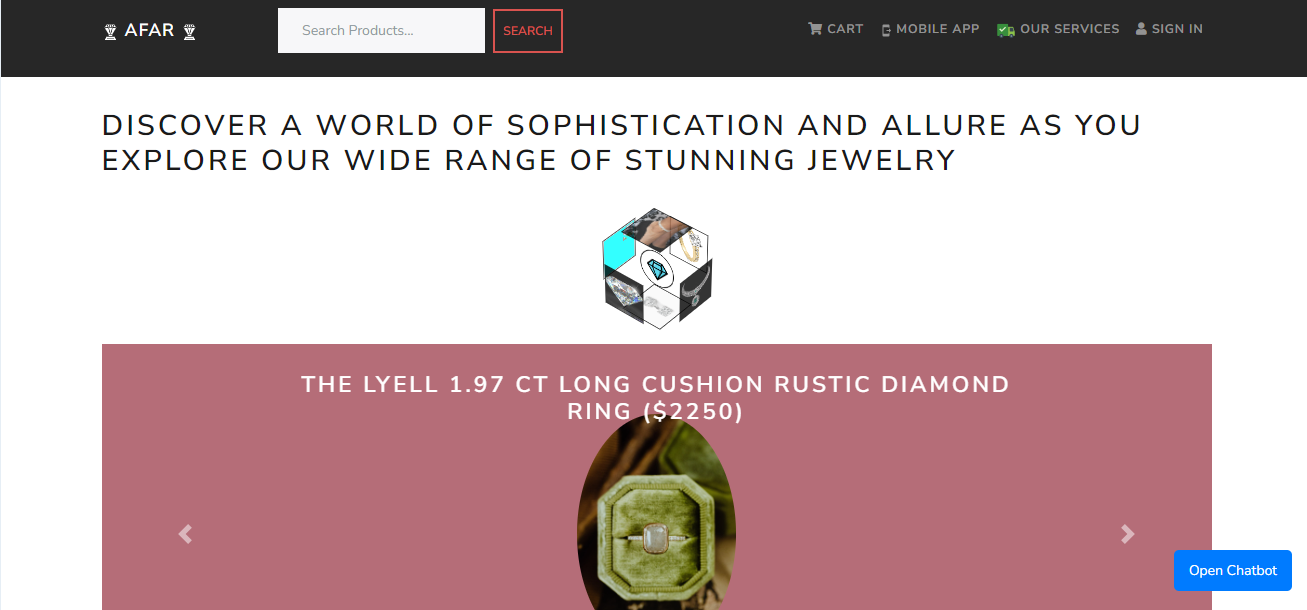 AFAR
Search Products...
SEARCH
CART
MOBILE APP
OUR SERVICES
SIGN IN
DISCOVER A WORLD OF SOPHISTICATION AND ALLURE AS YOU
EXPLORE OUR WIDE RANGE OF STUNNING JEWELRY
THE LYELL 1.97 CT LONG CUSHION RUSTIC DIAMOND
RING ($2250)
Open Chatbot